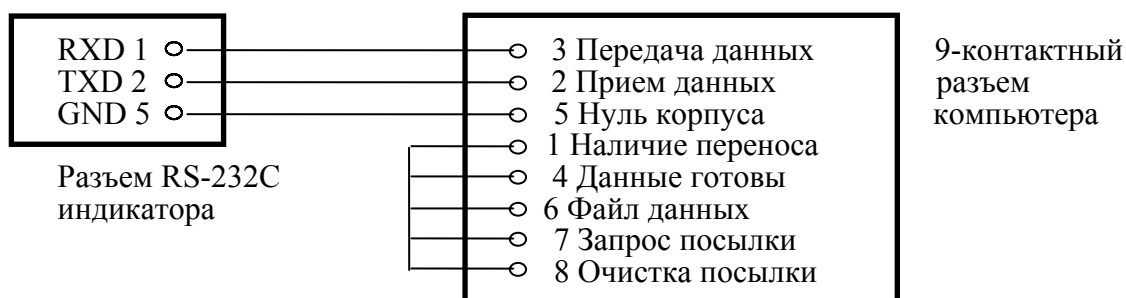 RXD 1
TXD 2
GND 5
Разъем RS-232C
индикатора
3 Передача данных
2 Прием данных
5 Нуль корпуса
1 Наличие переноса
4 Данные готовы
6 Файл данных
7 Запрос посылки
8 Очистка посылки
9-контактный
разъем
компьютера